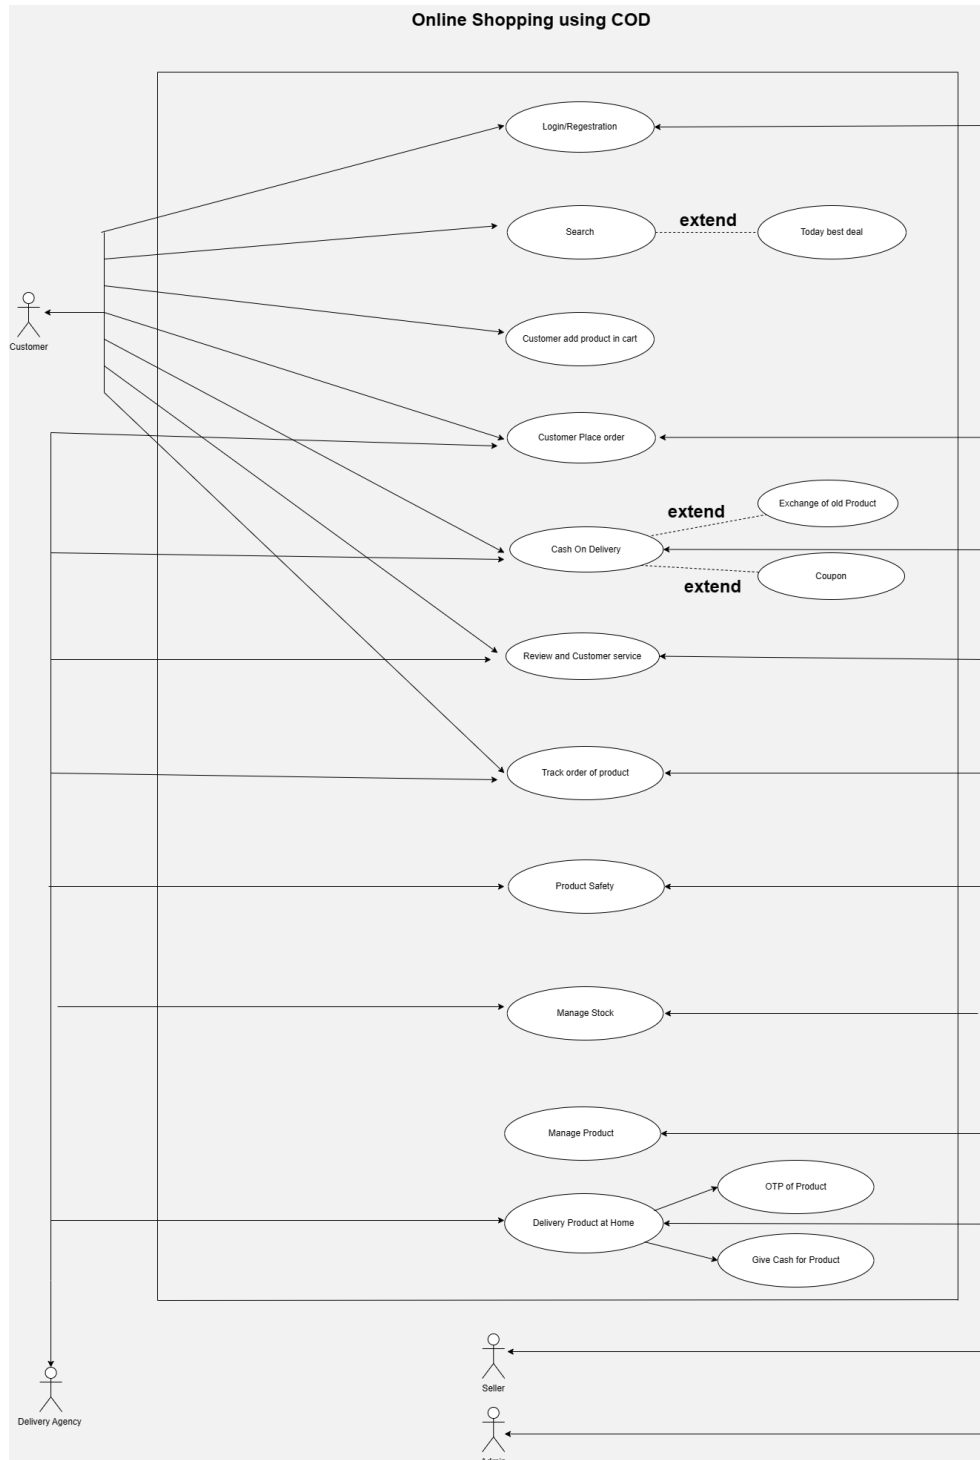 Online Shopping using COD
Login/Regestration
Search
extend
Today best deal
Customer
Customer add product in cart
Customer Place order
Exchange of old Product
extend
Cash On Delivery
Coupon
extend
Review and Customer service
Track order of product
Product Safety
Manage Stock
Manage Product
OTP of Product
Delivery Product at Home
Give Cash for Product
Seller
Delivery Agency